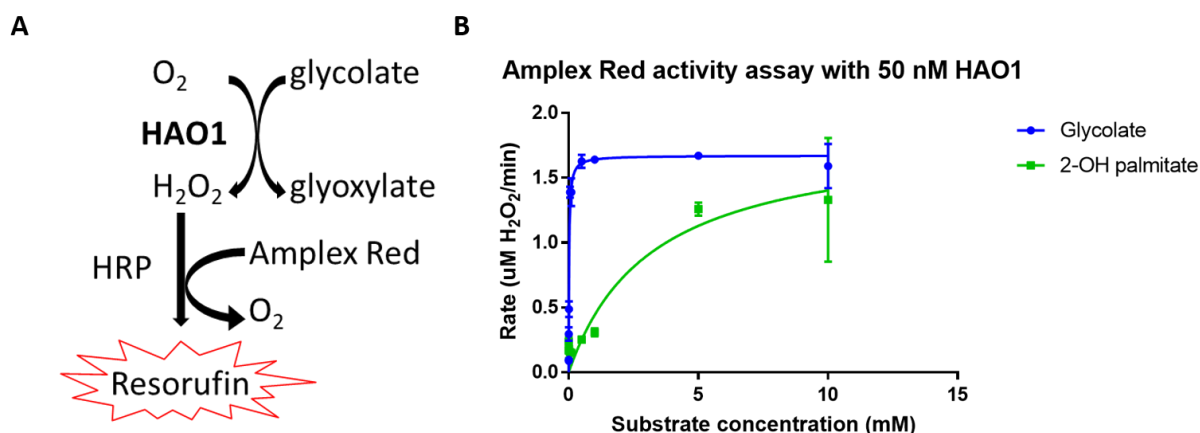 A
O₂
glycolate
HAO1
H₂O₂
glyoxylate
HRP
Amplex Red
O₂
Resorufin
B
Amplex Red activity assay with 50 nM HAO1
Rate (uM H₂O₂/min)
2.0
1.5
1.0
0.5
0.0
0
5
10
15
Substrate concentration (mM)
Glycolate
2-OH palmitate